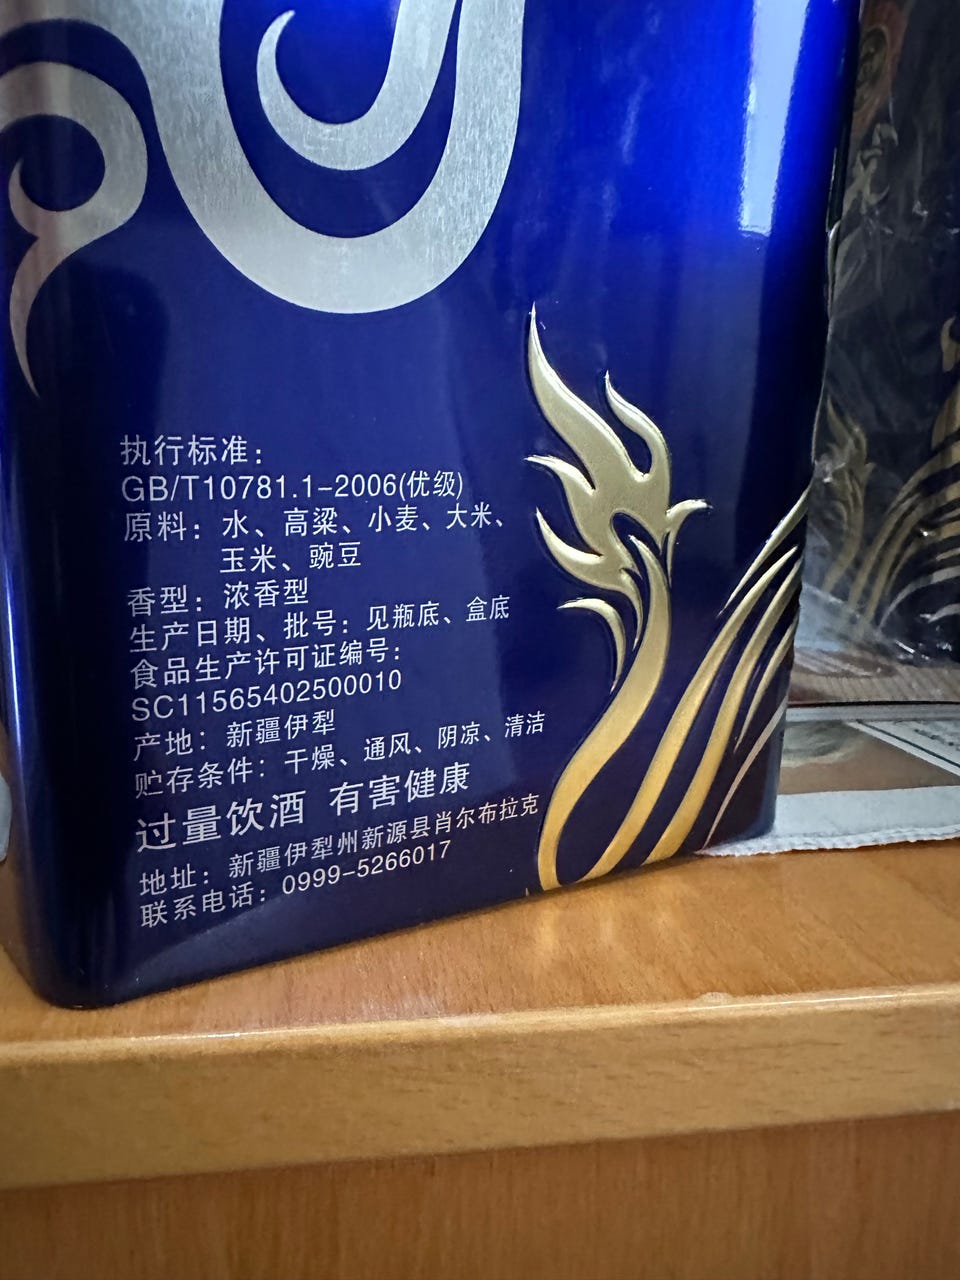 执行标准：
GB/T10781.1-2006(优级)
原料：水、高粱、小麦、大米、
玉米、豌豆
香型：浓香型
生产日期、批号：见瓶底、盒底
食品生产许可证编号：
SC11565402500010
产地：新疆伊犁
贮存条件：干燥、通风、阴凉、清洁
过量饮酒 有害健康
地址：新疆伊犁州新源县肖尔布拉克
联系电话：0999-5266017